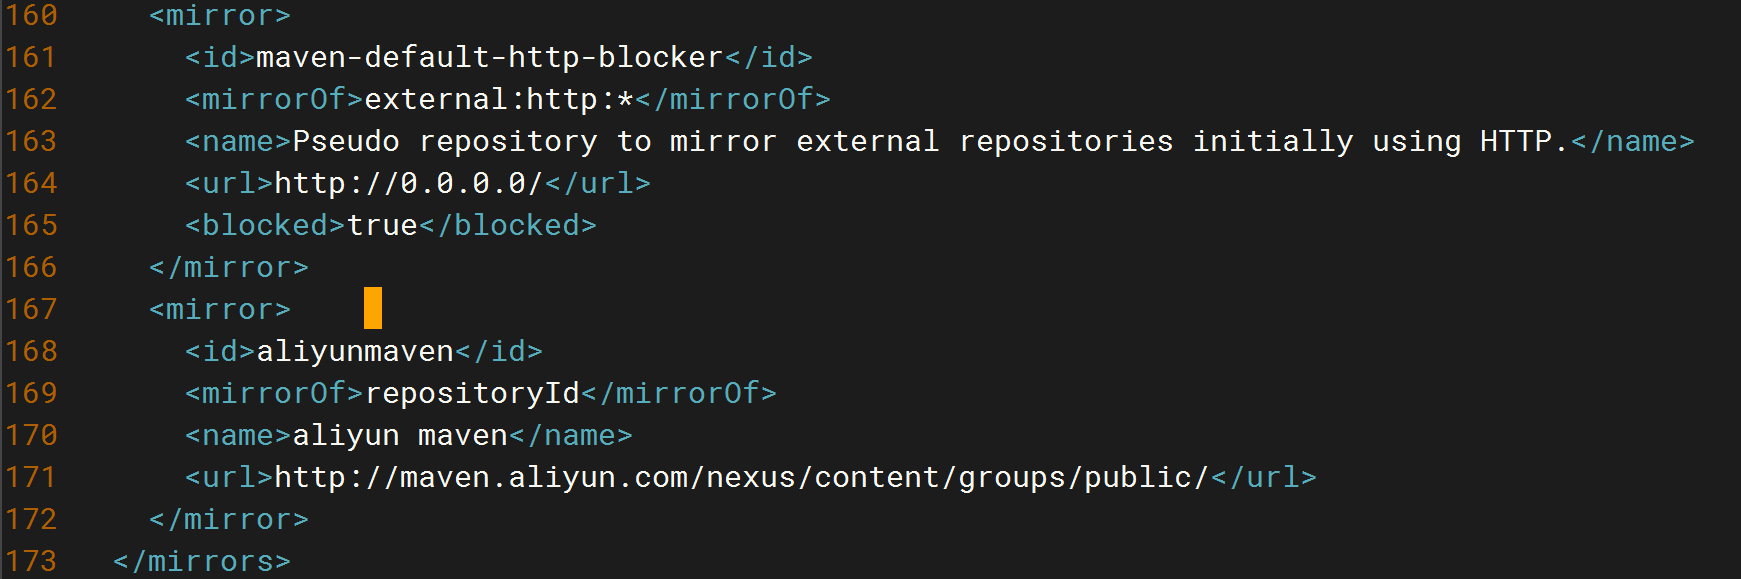 160     <mirror>
161       <id>maven-default-http-blocker</id>
162       <mirrorOf>external:http:*</mirrorOf>
163       <name>Pseudo repository to mirror external repositories initially using HTTP.</name>
164       <url>http://0.0.0.0/</url>
165       <blocked>true</blocked>
166     </mirror>
167     <mirror>
168       <id>aliyunmaven</id>
169       <mirrorOf>repositoryId</mirrorOf>
170       <name>aliyun maven</name>
171       <url>http://maven.aliyun.com/nexus/content/groups/public/</url>
172     </mirror>
173   </mirrors>